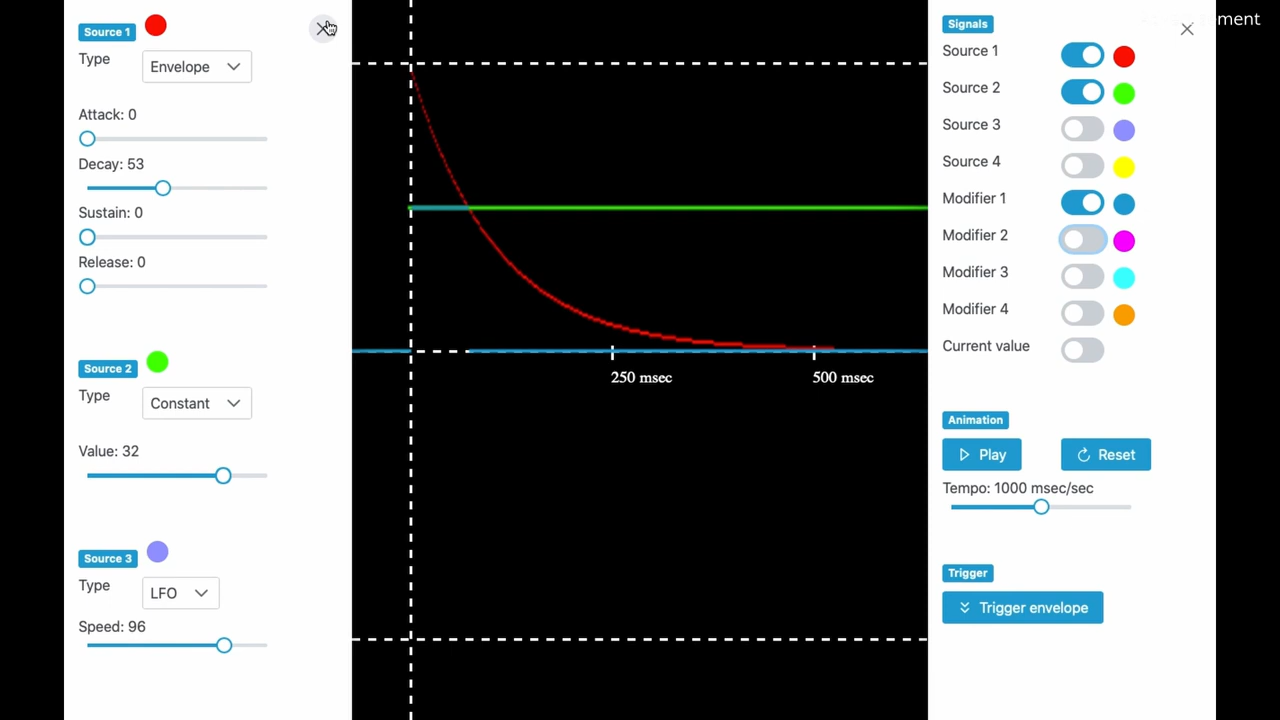 Source 1
Type
Envelope
Attack: 0
Decay: 53
Sustain: 0
Release: 0
Source 2
Type
Constant
Value: 32
Source 3
Type
LFO
Speed: 96
250 msec
500 msec
Signals
Source 1
Source 2
Source 3
Source 4
Modifier 1
Modifier 2
Modifier 3
Modifier 4
Current value
Animation
Play
Reset
Tempo: 1000 msec/sec
Trigger
Trigger envelope